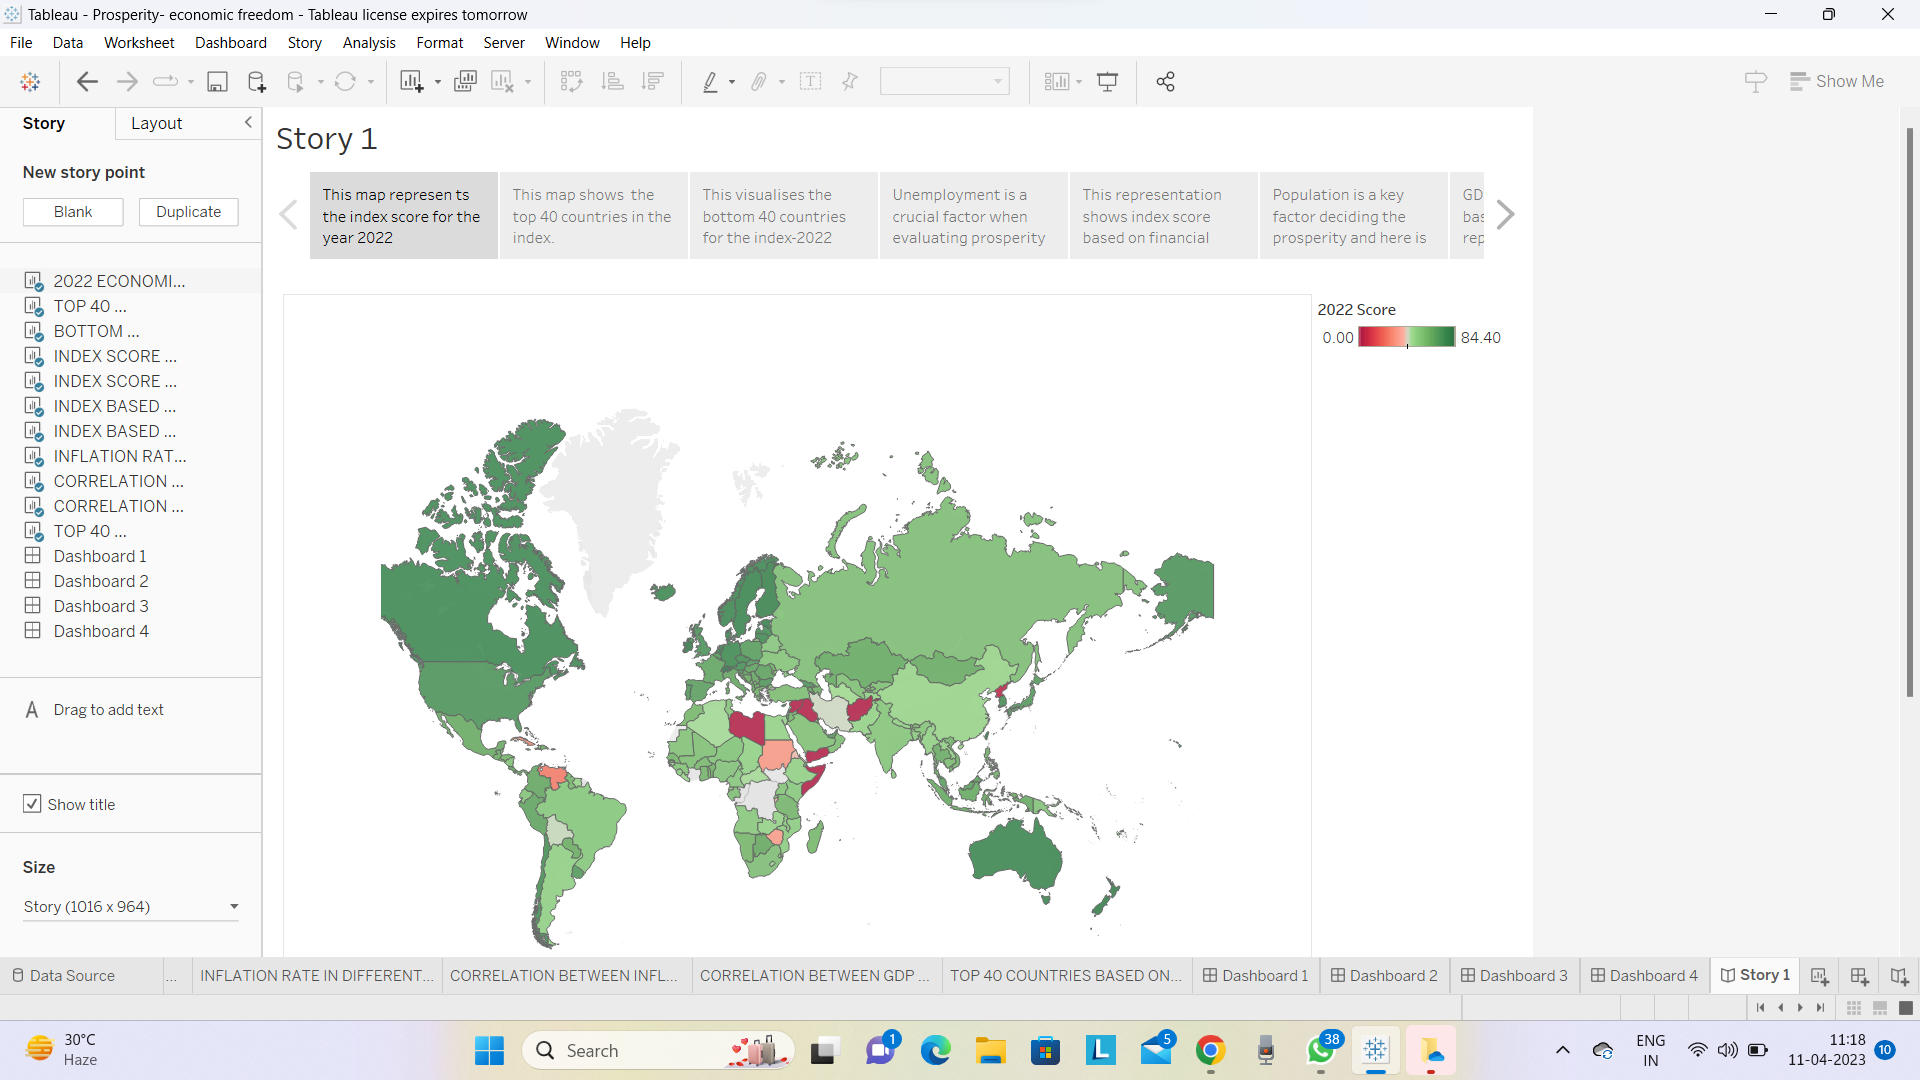 Tableau - Prosperity- economic freedom - Tableau license expires tomorrow
File Data Worksheet Dashboard Story Analysis Format Server Window Help
Show Me
Story
Layout
Story 1
New story point
Blank
Duplicate
This map represen ts
the index score for the
year 2022
This map shows the
top 40 countries in the
index.
This visualises the
bottom 40 countries
for the index-2022
Unemployment is a
crucial factor when
evaluating prosperity
This representation
shows index score
based on financial
Population is a key
factor deciding the
prosperity and here is
GD
bas
rep
2022 ECONOMI...
TOP 40 ...
BOTTOM ...
INDEX SCORE ...
INDEX SCORE ...
INDEX BASED ...
INDEX BASED ...
INFLATION RAT...
CORRELATION ...
CORRELATION ...
TOP 40 ...
Dashboard 1
Dashboard 2
Dashboard 3
Dashboard 4
2022 Score
0.00
84.40
A Drag to add text
Show title
Size
Story (1016 x 964)
Data Source
...
INFLATION RATE IN DIFFERENT...
CORRELATION BETWEEN INFL...
CORRELATION BETWEEN GDP ...
TOP 40 COUNTRIES BASED ON...
Dashboard 1
Dashboard 2
Dashboard 3
Dashboard 4
Story 1
30°C
Haze
Search
1
L
5
38
ENG
IN
11:18
11-04-2023
10